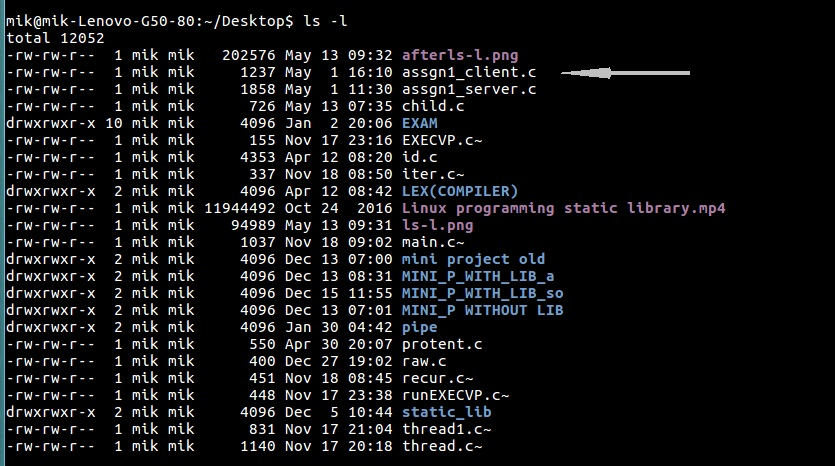 mik@mik-Lenovo-G50-80:~/Desktop$ ls -l
total 12052
-rw-rw-r--  1 mik mik   202576 May 13 09:32 afterls-l.png
-rw-rw-r--  1 mik mik     1237 May  1 16:10 assgn1_client.c
-rw-rw-r--  1 mik mik     1858 May  1 11:30 assgn1_server.c
-rw-rw-r--  1 mik mik      726 May 13 07:35 child.c
drwxrwxr-x 10 mik mik     4096 Jan  2 20:06 EXAM
-rw-rw-r--  1 mik mik      155 Nov 17 23:16 EXECVP.c~
-rw-rw-r--  1 mik mik     4353 Apr 12 08:20 id.c
-rw-rw-r--  1 mik mik      337 Nov 18 08:50 iter.c~
drwxrwxr-x  2 mik mik     4096 Apr 12 08:42 LEX(COMPILER)
-rw-rw-r--  1 mik mik 11944492 Oct 24  2016 Linux programming static library.mp4
-rw-rw-r--  1 mik mik    94989 May 13 09:31 ls-l.png
-rw-rw-r--  1 mik mik     1037 Nov 18 09:02 main.c~
drwxrwxr-x  2 mik mik     4096 Dec 13 07:00 mini project old
drwxrwxr-x  2 mik mik     4096 Dec 13 08:31 MINI_P_WITH_LIB_a
drwxrwxr-x  2 mik mik     4096 Dec 15 11:55 MINI_P_WITH_LIB_so
drwxrwxr-x  2 mik mik     4096 Dec 13 07:01 MINI_P WITHOUT LIB
drwxrwxr-x  2 mik mik     4096 Jan 30 04:42 pipe
-rw-rw-r--  1 mik mik      550 Apr 30 20:07 protent.c
-rw-rw-r--  1 mik mik      400 Dec 27 19:02 raw.c
-rw-rw-r--  1 mik mik      451 Nov 18 08:45 recur.c~
-rw-rw-r--  1 mik mik      448 Nov 17 23:38 runEXECVP.c~
drwxrwxr-x  2 mik mik     4096 Dec  5 10:44 static_lib
-rw-rw-r--  1 mik mik      831 Nov 17 21:04 thread1.c~
-rw-rw-r--  1 mik mik     1140 Nov 17 20:18 thread.c~